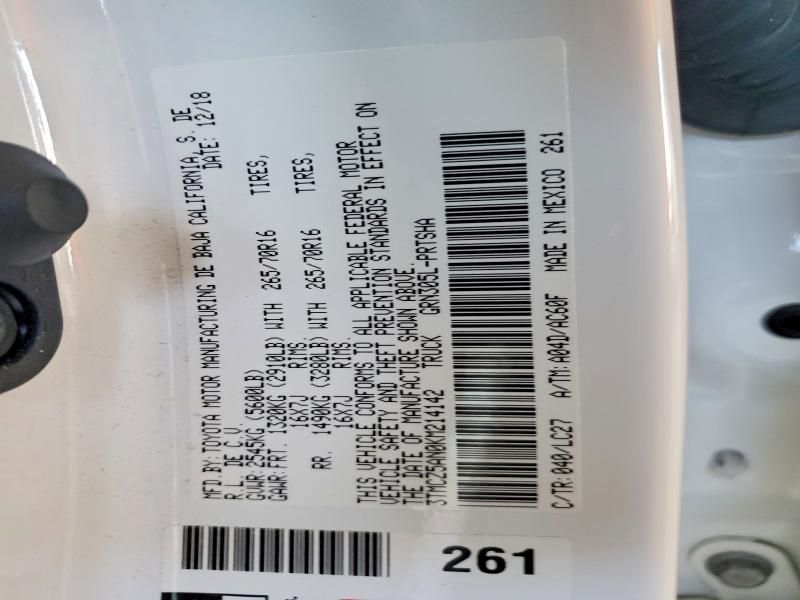 MFD.BY:TOYOTA MOTOR MANUFACTURING DE BAJA CALIFORNIA, S. DE
R.L. DE C.V. DATE: 12/18
GVWR:2545KG (5600LB)
GAWR:FRT. 1320KG (2910LB) WITH 265/70R16 TIRES,
16X7J RIMS.
RR. 1490KG (3280LB) WITH 265/70R16 TIRES,
16X7J RIMS.
THIS VEHICLE CONFORMS TO ALL APPLICABLE FEDERAL MOTOR
VEHICLE SAFETY AND THEFT PREVENTION STANDARDS IN EFFECT ON
THE DATE OF MANUFACTURE SHOWN ABOVE.
3TMCZ5AN0KM214142 TRUCK GRN305L-PRTSHA
C/TR:040/LC27 A/TM:A04D/AC60F MADE IN MEXICO 261
261